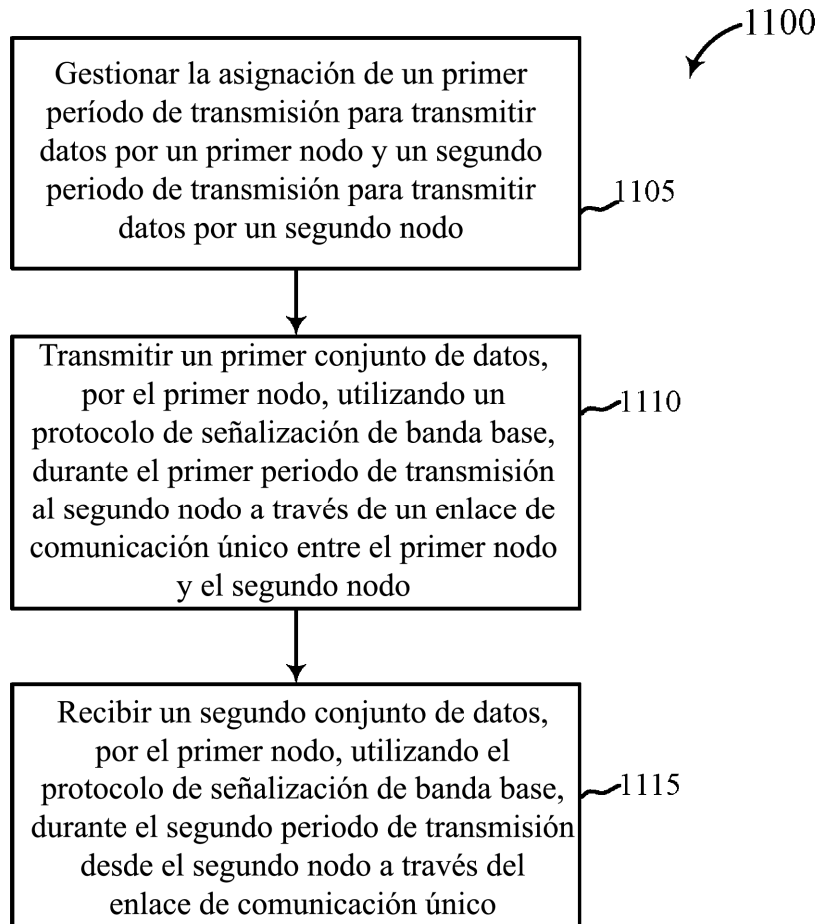 1100
Gestionar la asignación de un primer
período de transmisión para transmitir
datos por un primer nodo y un segundo
periodo de transmisión para transmitir
datos por un segundo nodo
1105
Transmitir un primer conjunto de datos,
por el primer nodo, utilizando un
protocolo de señalización de banda base,
durante el primer periodo de transmisión
al segundo nodo a través de un enlace de
comunicación único entre el primer nodo
y el segundo nodo
1110
Recibir un segundo conjunto de datos,
por el primer nodo, utilizando el
protocolo de señalización de banda base,
durante el segundo periodo de transmisión
desde el segundo nodo a través del
enlace de comunicación único
1115